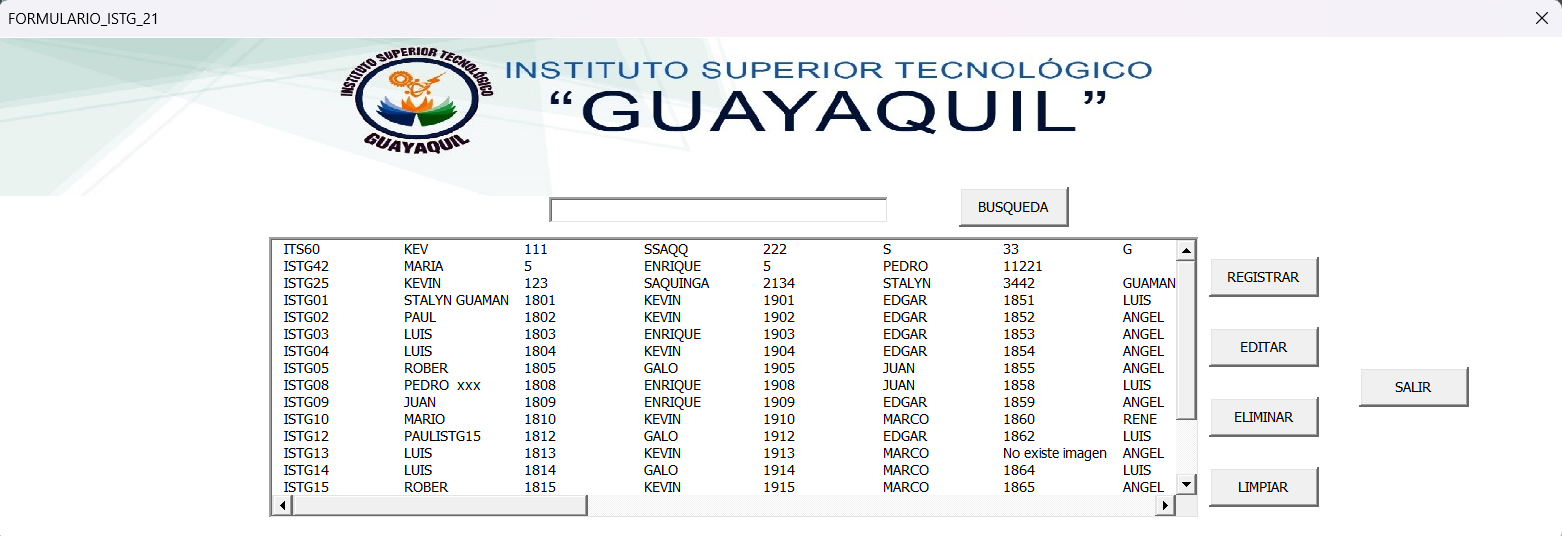 FORMULARIO_ISTG_21
INSTITUTO SUPERIOR TECNOLÓGICO
GUAYAQUIL
INSTITUTO SUPERIOR TECNOLÓGICO
“GUAYAQUIL”
BUSQUEDA
ITS60 KEV 111 SSAQQ 222 S 33 G
ISTG42 MARIA 5 ENRIQUE 5 PEDRO 11221
ISTG25 KEVIN 123 SAQUINGA 2134 STALYN 3442 GUAMAN
ISTG01 STALYN GUAMAN 1801 KEVIN 1901 EDGAR 1851 LUIS
ISTG02 PAUL 1802 KEVIN 1902 EDGAR 1852 ANGEL
ISTG03 LUIS 1803 ENRIQUE 1903 EDGAR 1853 ANGEL
ISTG04 LUIS 1804 KEVIN 1904 EDGAR 1854 ANGEL
ISTG05 ROBER 1805 GALO 1905 JUAN 1855 ANGEL
ISTG08 PEDRO xxx 1808 ENRIQUE 1908 JUAN 1858 LUIS
ISTG09 JUAN 1809 ENRIQUE 1909 EDGAR 1859 ANGEL
ISTG10 MARIO 1810 KEVIN 1910 MARCO 1860 RENE
ISTG12 PAULISTG15 1812 GALO 1912 EDGAR 1862 LUIS
ISTG13 LUIS 1813 KEVIN 1913 MARCO No existe imagen ANGEL
ISTG14 LUIS 1814 GALO 1914 MARCO 1864 LUIS
ISTG15 ROBER 1815 KEVIN 1915 MARCO 1865 ANGEL
REGISTRAR
EDITAR
ELIMINAR
LIMPIAR
SALIR